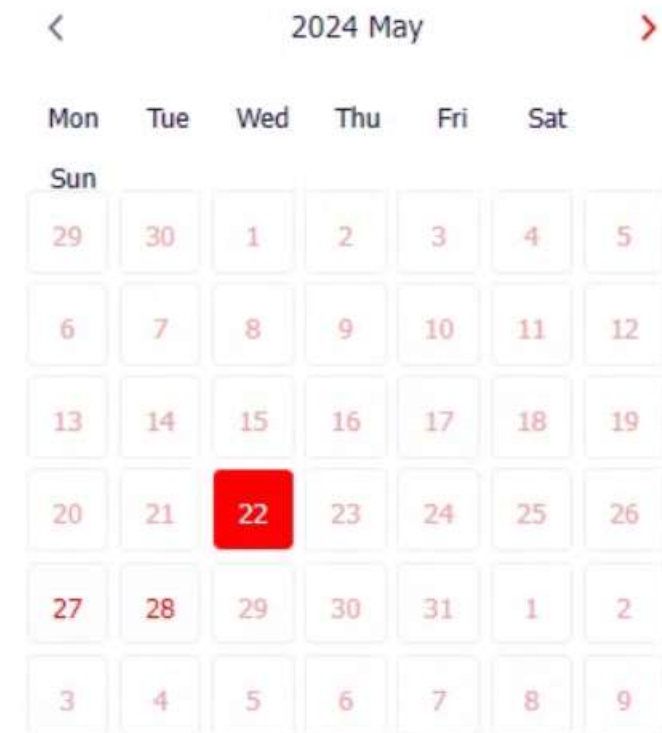 2024 May
Mon Tue Wed Thu Fri Sat
Sun
29 30 1 2 3 4 5
6 7 8 9 10 11 12
13 14 15 16 17 18 19
20 21 22 23 24 25 26
27 28 29 30 31 1 2
3 4 5 6 7 8 9